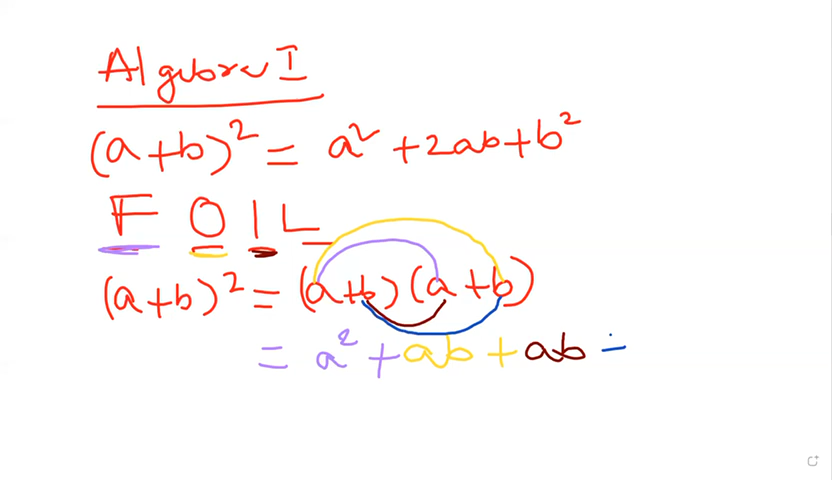 Algebra I
(a+b)² = a² + 2ab + b²
F O I L
(a+b)² = (a+b)(a+b)
= a² + ab + ab